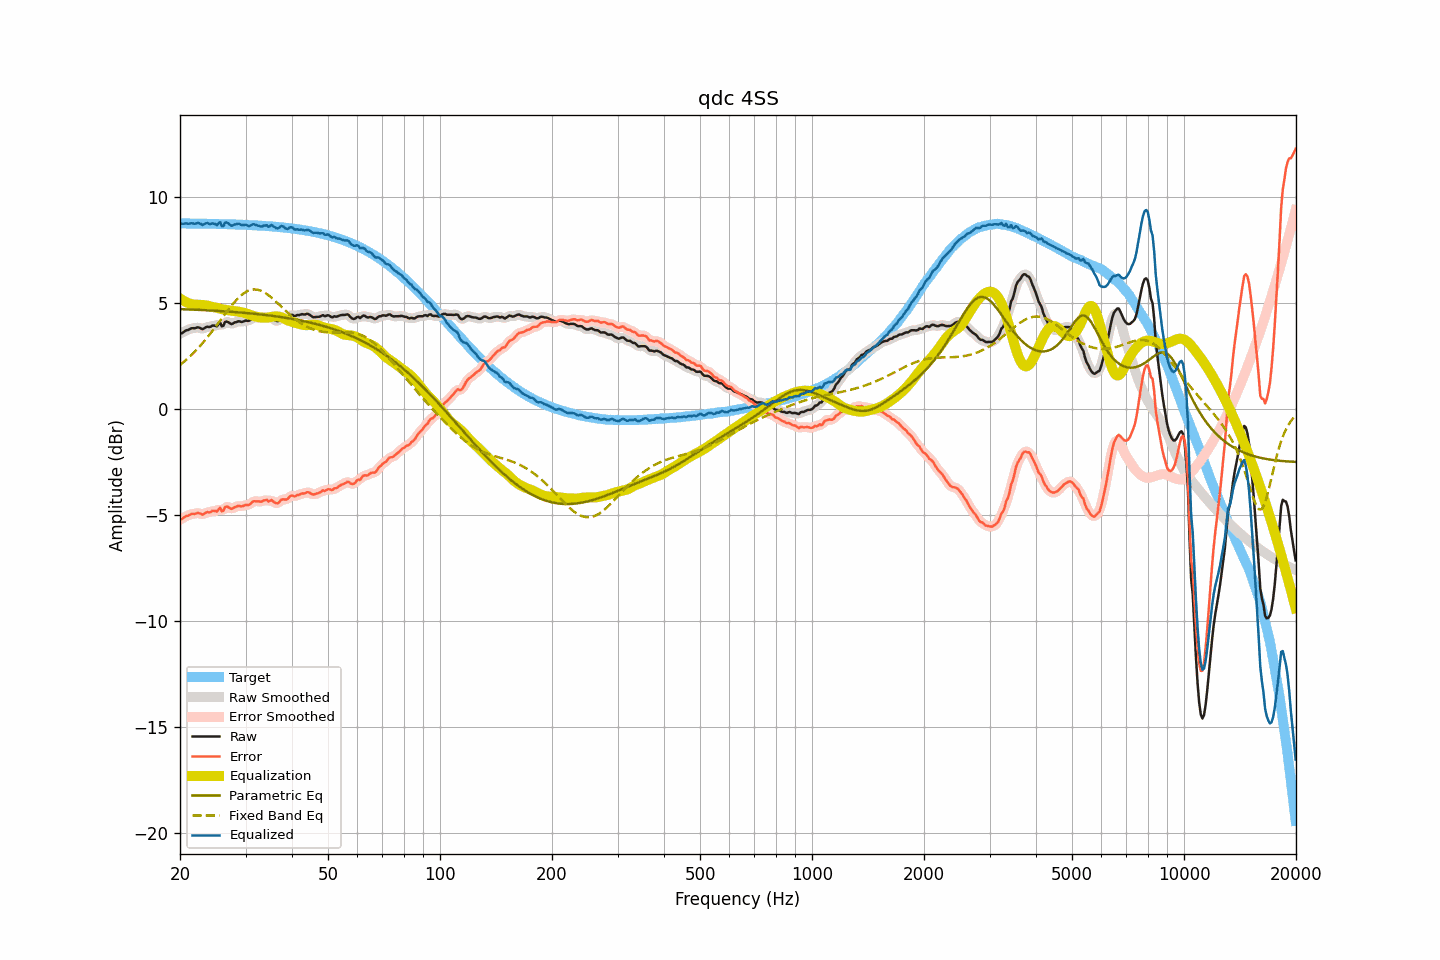 qdc 4SS
Amplitude (dBr)
10
5
0
−5
−10
−15
−20
Target
Raw Smoothed
Error Smoothed
Raw
Error
Equalization
Parametric Eq
Fixed Band Eq
Equalized
20 50 100 200 500 1000 2000 5000 10000 20000
Frequency (Hz)